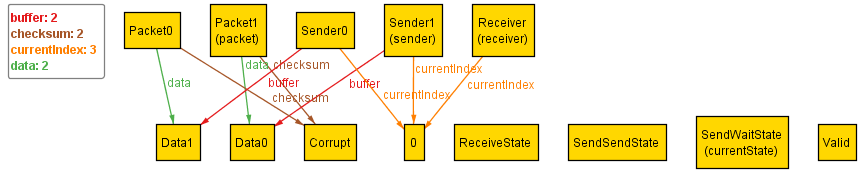 buffer: 2
checksum: 2
currentIndex: 3
data: 2
Packet0
Packet1
(packet)
Sender0
Sender1
(sender)
Receiver
(receiver)
data
data
checksum
checksum
buffer
buffer
currentIndex
currentIndex
currentIndex
Data1
Data0
Corrupt
0
ReceiveState
SendSendState
SendWaitState
(currentState)
Valid